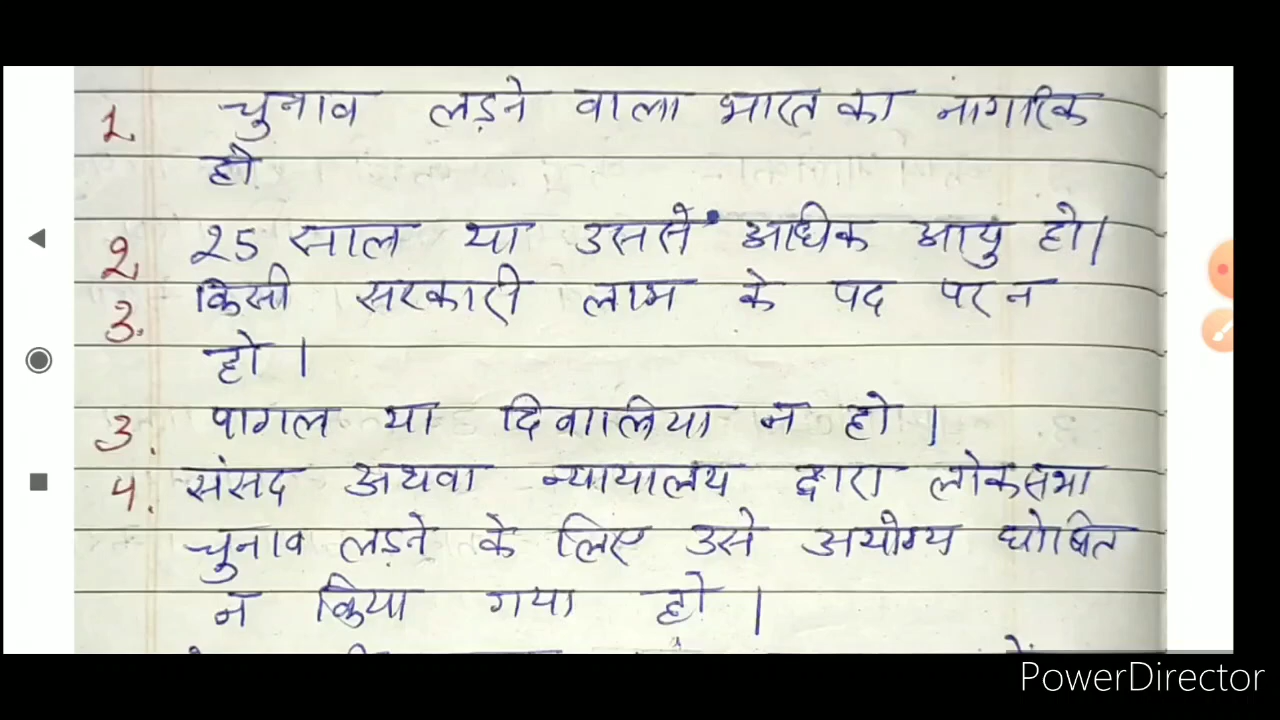 1. चुनाव लड़ने वाला भारत का नागरिक
हो
2. 25 साल या उससे अधिक आयु हो।
3. किसी सरकारी लाभ के पद पर न
हो ।
3. पागल या दिवालिया न हो ।
4. संसद अथवा न्यायालय द्वारा लोकसभा
चुनाव लड़ने के लिए उसे अयोग्य घोषित
न किया गया हो ।
PowerDirector